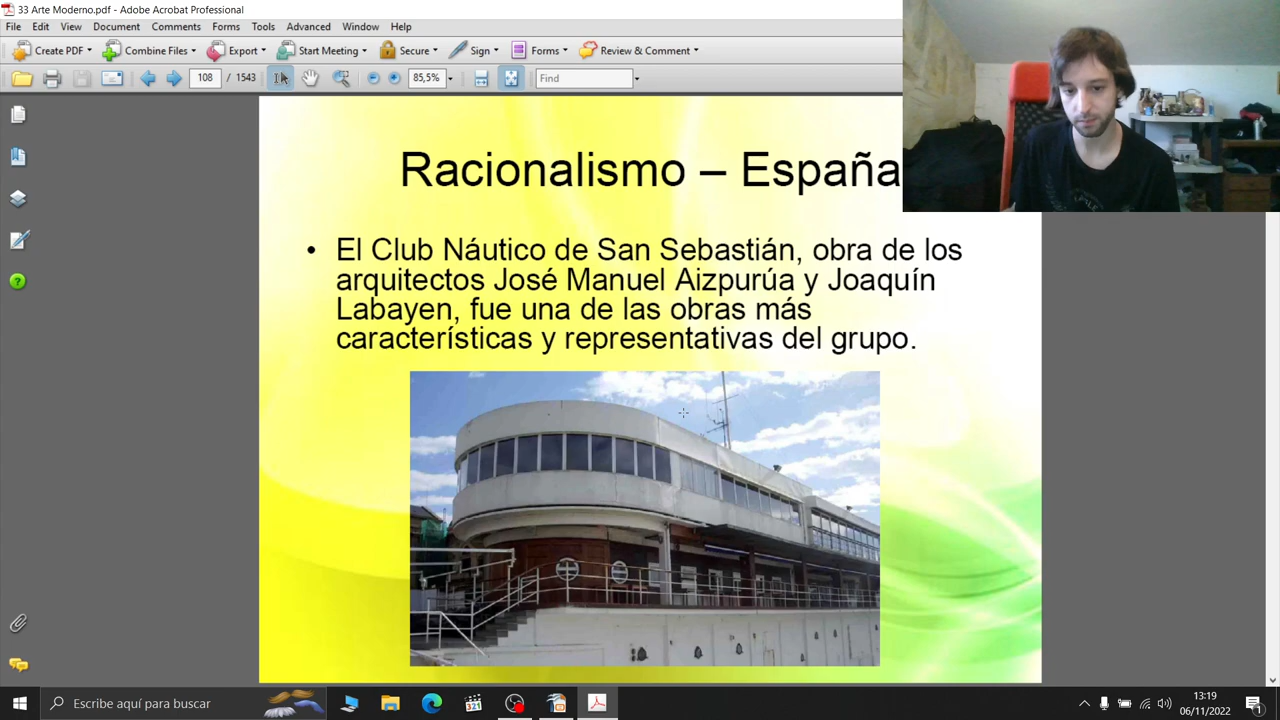 33 Arte Moderno.pdf - Adobe Acrobat Professional
File Edit View Document Comments Forms Tools Advanced Window Help
Create PDF Combine Files Export Start Meeting Secure Sign Forms Review & Comment
108 / 1543 85,5% Find
Racionalismo – España
• El Club Náutico de San Sebastián, obra de los
arquitectos José Manuel Aizpurúa y Joaquín
Labayen, fue una de las obras más
características y representativas del grupo.
Escribe aquí para buscar
321
13:19
06/11/2022
1